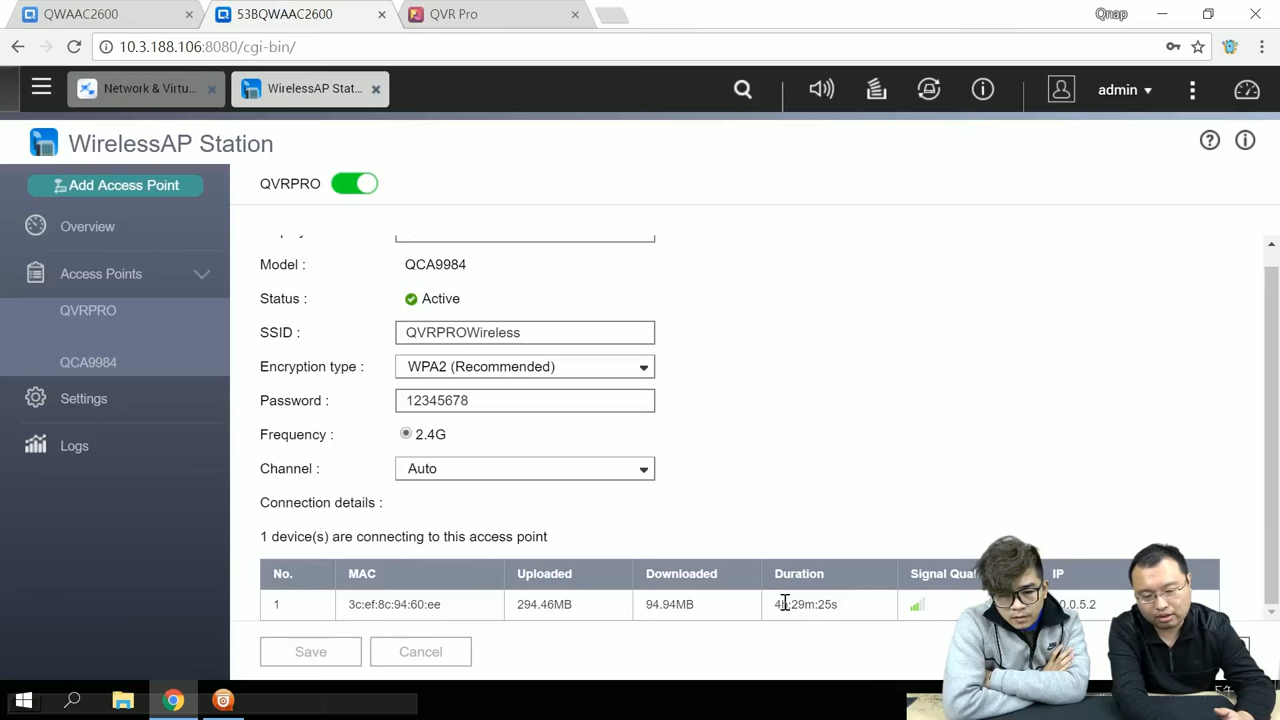 QWAAC2600
53BQWAAC2600
QVR Pro
Qnap
10.3.188.106:8080/cgi-bin/
Network & Virtu...
WirelessAP Stat...
admin
WirelessAP Station
Add Access Point
QVRPRO
Overview
Access Points
QVRPRO
QCA9984
Settings
Logs
Model : QCA9984
Status : Active
SSID : QVRPROWireless
Encryption type : WPA2 (Recommended)
Password : 12345678
Frequency : 2.4G
Channel : Auto
Connection details :
1 device(s) are connecting to this access point
No. MAC Uploaded Downloaded Duration Signal IP
1 3c:ef:8c:94:60:ee 294.46MB 94.94MB
Save
Cancel